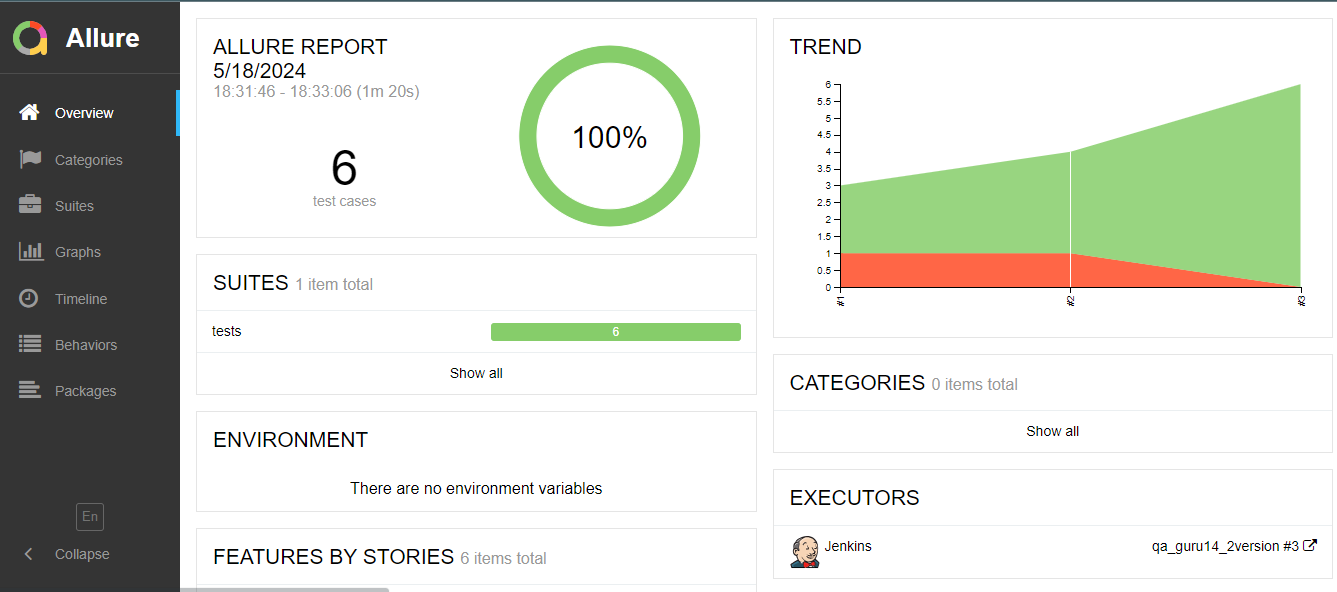 Allure
Overview
Categories
Suites
Graphs
Timeline
Behaviors
Packages
En
Collapse
ALLURE REPORT
5/18/2024
18:31:46 - 18:33:06 (1m 20s)
6
test cases
100%
SUITES 1 item total
tests
6
Show all
ENVIRONMENT
There are no environment variables
FEATURES BY STORIES 6 items total
TREND
6
5.5
5
4.5
4
3.5
3
2.5
2
1.5
1
0.5
0
#1
#2
#3
CATEGORIES 0 items total
Show all
EXECUTORS
Jenkins
qa_guru14_2version #3